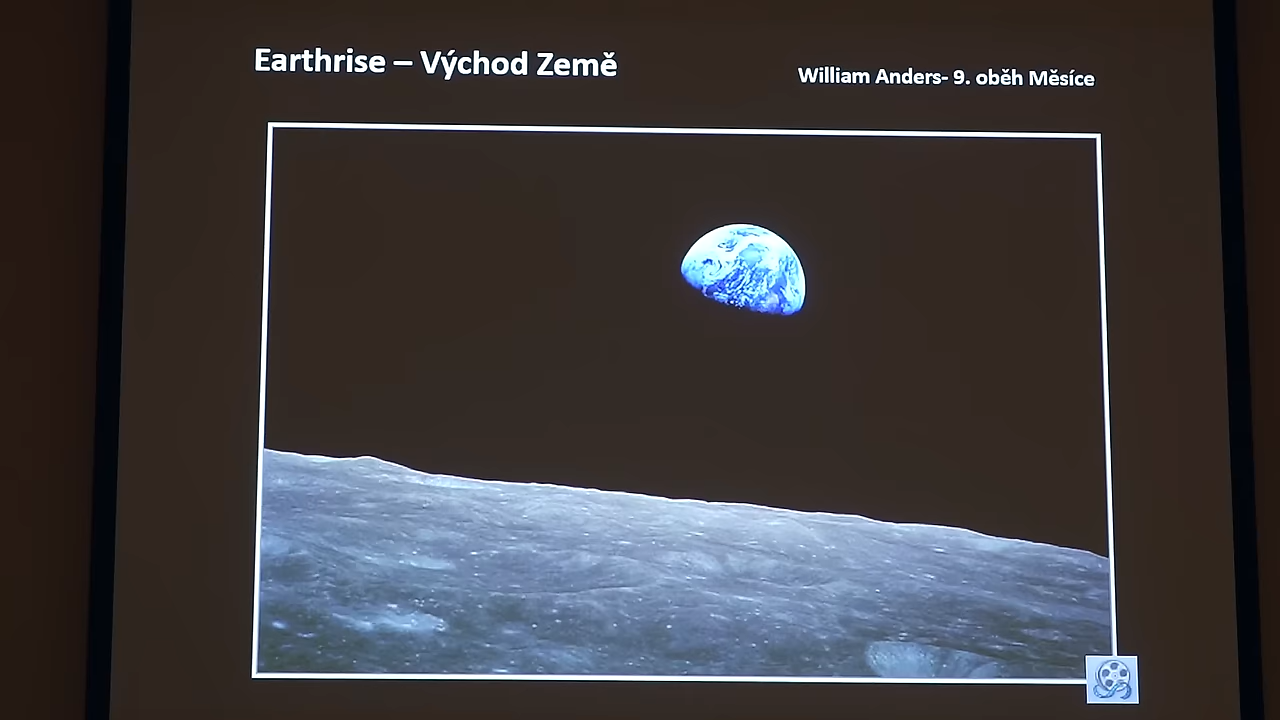 Earthrise – Východ Země
William Anders- 9. oběh Měsíce